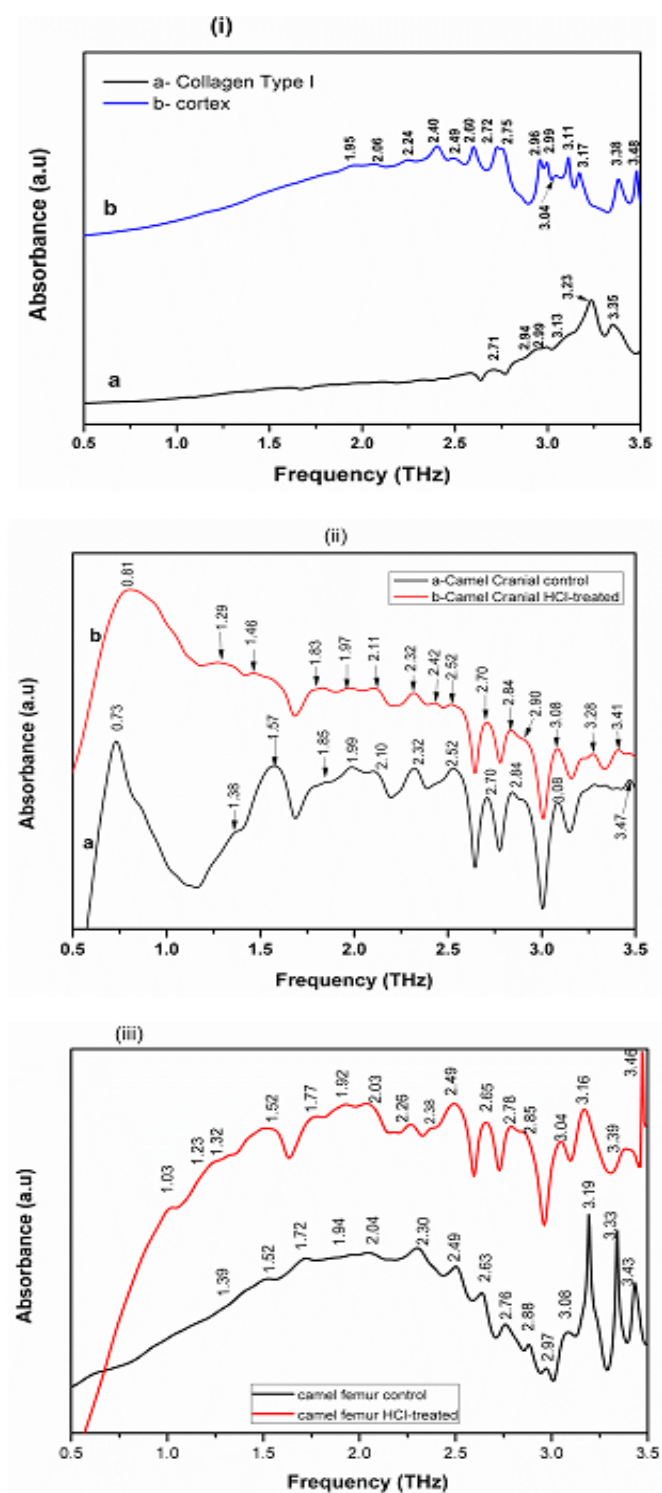 (i)
a- Collagen Type I
b- cortex
1.95 2.06 2.24 2.40 2.49 2.60 2.72 2.75 2.96 2.99 3.04 3.11 3.17 3.38 3.48
b
2.71 2.94 2.99 3.13 3.23 3.35
a
Absorbance (a.u)
0.5 1.0 1.5 2.0 2.5 3.0 3.5
Frequency (THz)
(ii)
a-Camel Cranial control
b-Camel Cranial HCl-treated
0.81 1.29 1.46 1.83 1.97 2.11 2.32 2.42 2.52 2.70 2.84 2.90 3.08 3.28 3.41
b
0.73 1.38 1.57 1.85 1.99 2.10 2.32 2.52 2.70 2.84 3.08 3.47
a
Absorbance (a.u)
0.5 1.0 1.5 2.0 2.5 3.0 3.5
Frequency (THz)
(iii)
1.03 1.23 1.32 1.52 1.77 1.92 2.03 2.26 2.38 2.49 2.65 2.78 2.85 3.04 3.16 3.39 3.46
1.39 1.52 1.72 1.94 2.04 2.30 2.49 2.63 2.76 2.88 2.97 3.08 3.19 3.33 3.43
camel femur control
camel femur HCl-treated
Absorbance (a.u)
0.5 1.0 1.5 2.0 2.5 3.0 3.5
Frequency (THz)